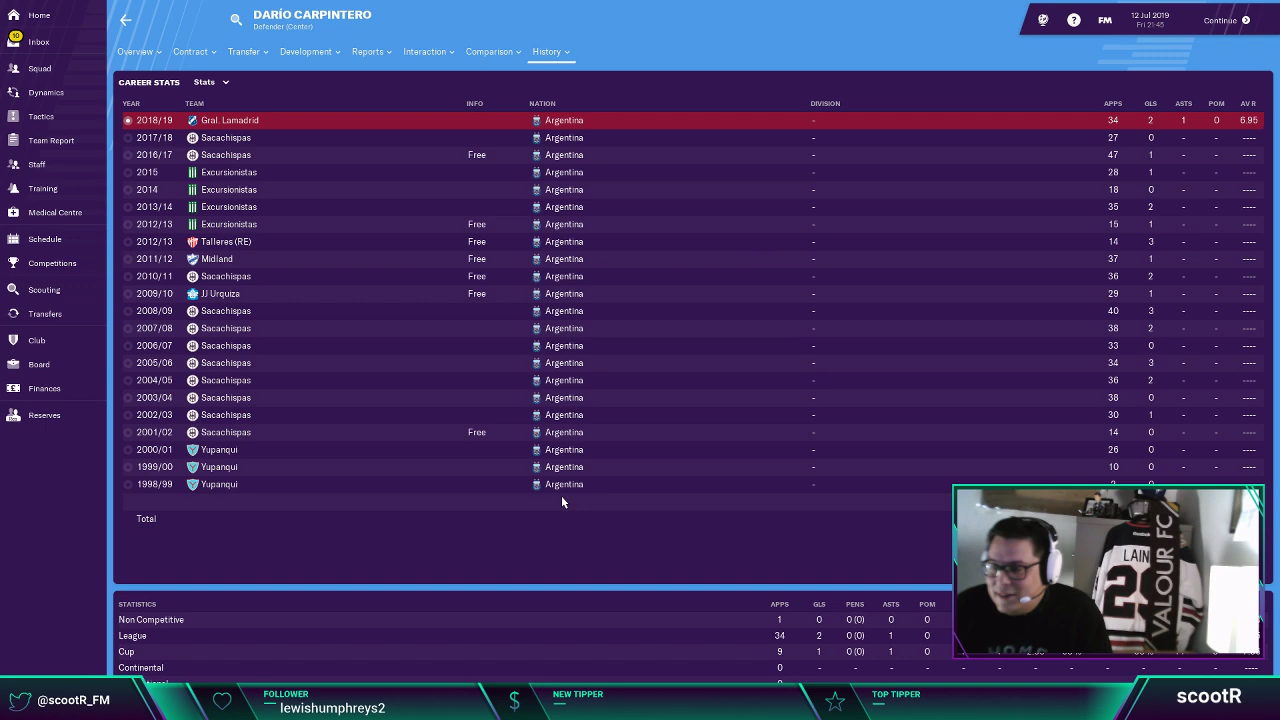 Home
10
Inbox
Squad
Dynamics
Tactics
Team Report
Staff
Training
Medical Centre
Schedule
Competitions
Scouting
Transfers
Club
Board
Finances
Reserves
DARÍO CARPINTERO
Defender (Center)
? FM 12 Jul 2019 Fri 21:45 Continue
Overview Contract Transfer Development Reports Interaction Comparison History
CAREER STATS Stats
YEAR TEAM INFO NATION DIVISION APPS GLS ASTS POM AV R
2018/19 Gral. Lamadrid Argentina - 34 2 1 0 6.95
2017/18 Sacachispas Argentina - 27 0 - - ----
2016/17 Sacachispas Free Argentina - 47 1 - - ----
2015 Excursionistas Argentina - 28 1 - - ----
2014 Excursionistas Argentina - 18 0 - - ----
2013/14 Excursionistas Argentina - 35 2 - - ----
2012/13 Excursionistas Free Argentina - 15 1 - - ----
2012/13 Talleres (RE) Free Argentina - 14 3 - - ----
2011/12 Midland Free Argentina - 37 1 - - ----
2010/11 Sacachispas Free Argentina - 36 2 - - ----
2009/10 JJ Urquiza Free Argentina - 29 1 - - ----
2008/09 Sacachispas Argentina - 40 3 - - ----
2007/08 Sacachispas Argentina - 38 2 - - ----
2006/07 Sacachispas Argentina - 33 0 - - ----
2005/06 Sacachispas Argentina - 34 3 - - ----
2004/05 Sacachispas Argentina - 36 2 - - ----
2003/04 Sacachispas Argentina - 38 0 - - ----
2002/03 Sacachispas Argentina - 30 1 - - ----
2001/02 Sacachispas Free Argentina - 14 0 - - ----
2000/01 Yupanqui Argentina - 26 0 - - ----
1999/00 Yupanqui Argentina - 10 0 - - ----
1998/99 Yupanqui Argentina -
Total
STATISTICS APPS GLS PENS ASTS POM
Non Competitive 1 0 0 (0) 0 0
League 34 2 0 (0) 1 0
Cup 9 1 0 (0) 1 0
Continental 0 - - - -
LAIN
2
VALOUR FC
HOME
@scootR_FM
FOLLOWER
lewishumphreys2
$ NEW TIPPER
TOP TIPPER
scootR